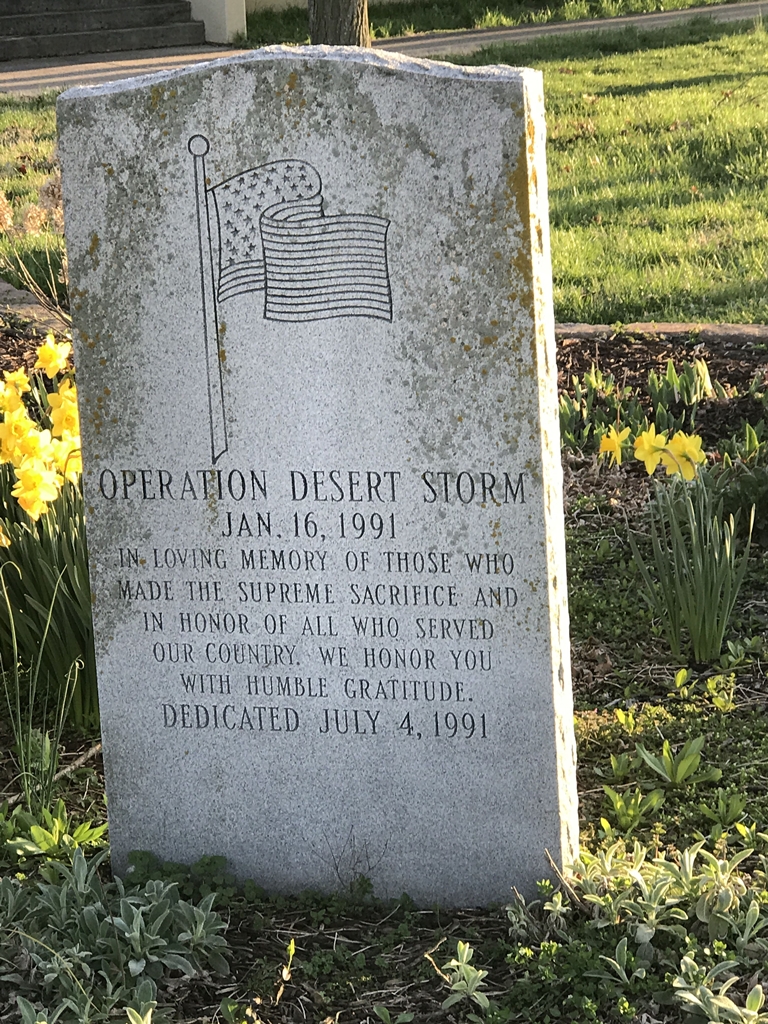 OPERATION DESERT STORM
JAN. 16, 1991
IN LOVING MEMORY OF THOSE WHO
MADE THE SUPREME SACRIFICE AND
IN HONOR OF ALL WHO SERVED
OUR COUNTRY. WE HONOR YOU
WITH HUMBLE GRATITUDE.
DEDICATED JULY 4, 1991